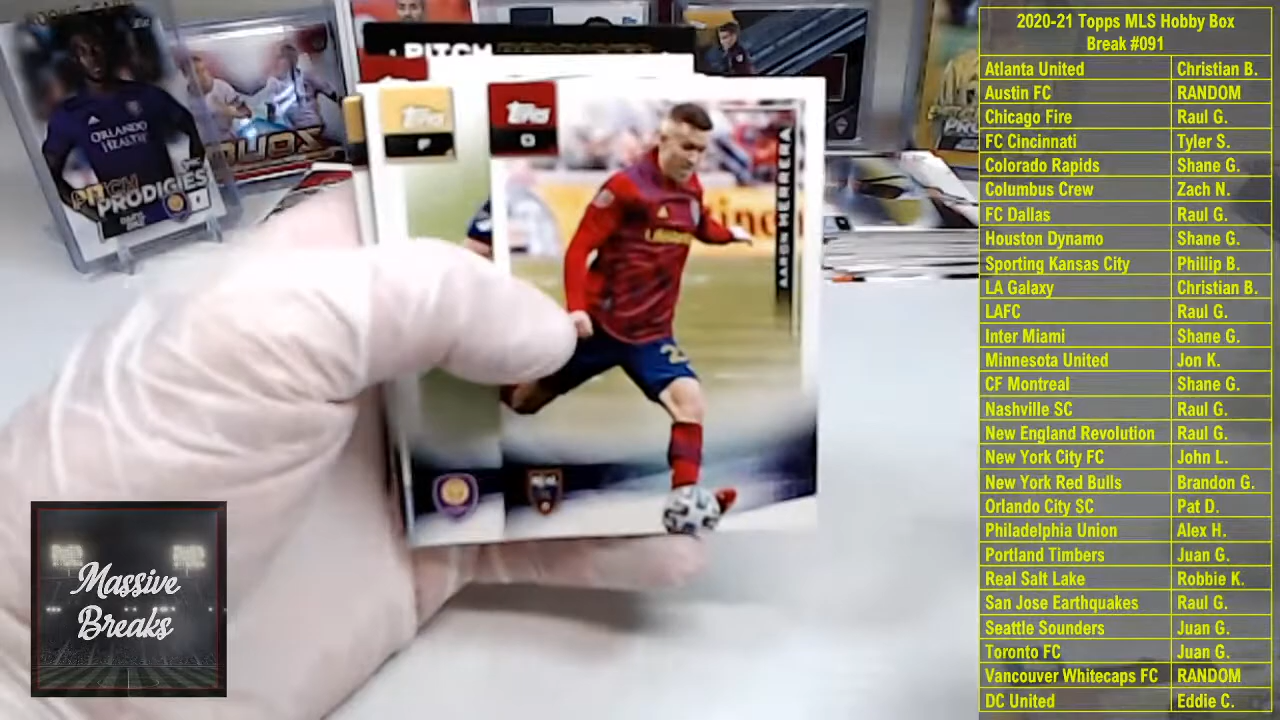 ORLANDO
HEALTH
PITCH
PRODIGIES
PITCH
Topps
F
Topps
D
AARON HERRERA
22
Massive
Breaks
2020-21 Topps MLS Hobby Box
Break #091
Atlanta United Christian B.
Austin FC RANDOM
Chicago Fire Raul G.
FC Cincinnati Tyler S.
Colorado Rapids Shane G.
Columbus Crew Zach N.
FC Dallas Raul G.
Houston Dynamo Shane G.
Sporting Kansas City Phillip B.
LA Galaxy Christian B.
LAFC Raul G.
Inter Miami Shane G.
Minnesota United Jon K.
CF Montreal Shane G.
Nashville SC Raul G.
New England Revolution Raul G.
New York City FC John L.
New York Red Bulls Brandon G.
Orlando City SC Pat D.
Philadelphia Union Alex H.
Portland Timbers Juan G.
Real Salt Lake Robbie K.
San Jose Earthquakes Raul G.
Seattle Sounders Juan G.
Toronto FC Juan G.
Vancouver Whitecaps FC RANDOM
DC United Eddie C.